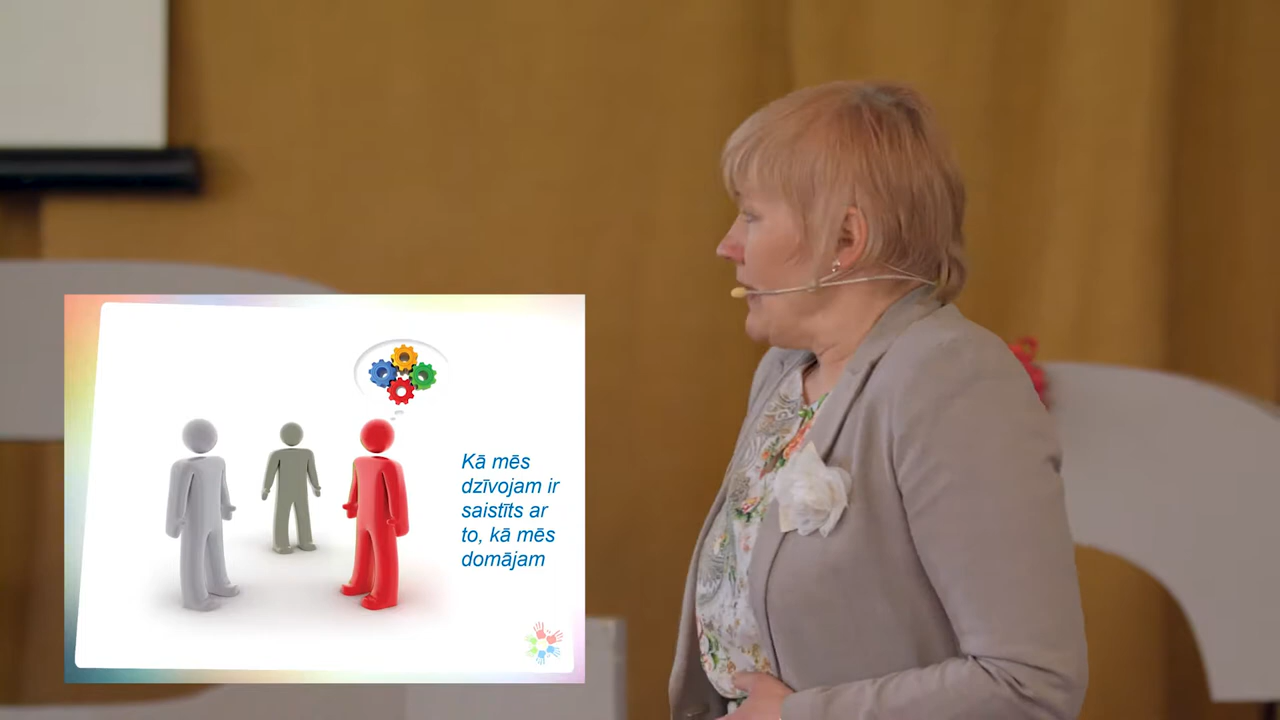 Kā mēs
dzīvojam ir
saistīts ar
to, kā mēs
domājam